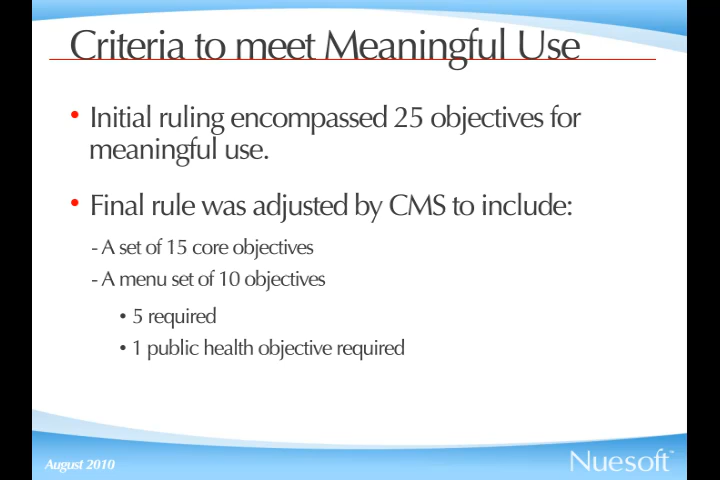 Criteria to meet Meaningful Use
• Initial ruling encompassed 25 objectives for
meaningful use.
• Final rule was adjusted by CMS to include:
- A set of 15 core objectives
- A menu set of 10 objectives
• 5 required
• 1 public health objective required
August 2010
Nuesoft™